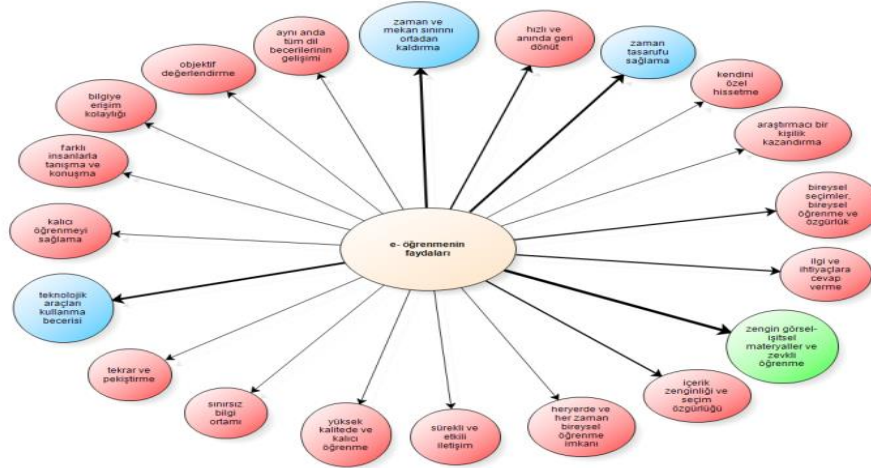 e- öğrenmenin
faydaları
zaman ve
mekan sınırını
ortadan
kaldırma
hızlı ve
anında geri
dönüt
zaman
tasarufu
sağlama
kendini
özel
hissetme
araştırmacı bir
kişilik
kazandırma
bireysel
seçimler,
bireysel
öğrenme ve
özgürlük
ilgi ve
ihtiyaçlara
cevap
verme
zengin görsel-
işitsel
materyaller ve
zevkli
öğrenme
içerik
zenginliği ve
seçim
özgürlüğü
heryerde ve
her zaman
bireysel
öğrenme
imkanı
sürekli ve
etkili
iletişim
yüksek
kalitede ve
kalıcı
öğrenme
sınırsız
bilgi
ortamı
tekrar ve
pekiştirme
teknolojik
araçları
kullanma
becerisi
kalıcı
öğrenmeyi
sağlama
farklı
insanlarla
tanışma ve
konuşma
bilgiye
erişim
kolaylığı
objektif
değerlendirme
aynı anda
tüm dil
becerilerinin
gelişimi